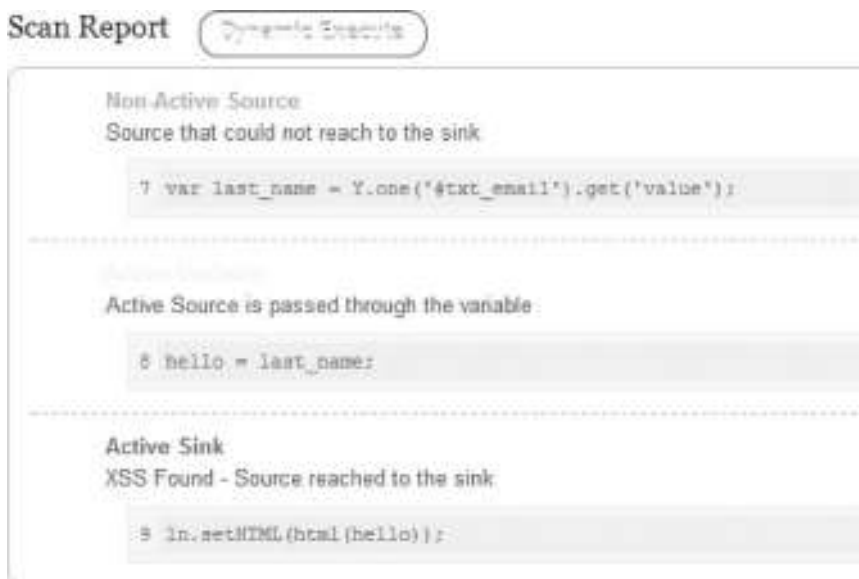 Scan Report
Non-Active Source
Source that could not reach to the sink
7 var last_name = Y.one("#txt_email").get('value');
Active Source is passed through the variable
8 hello = last_name;
Active Sink
XSS Found - Source reached to the sink
9 ln.setHTML(html(hello));